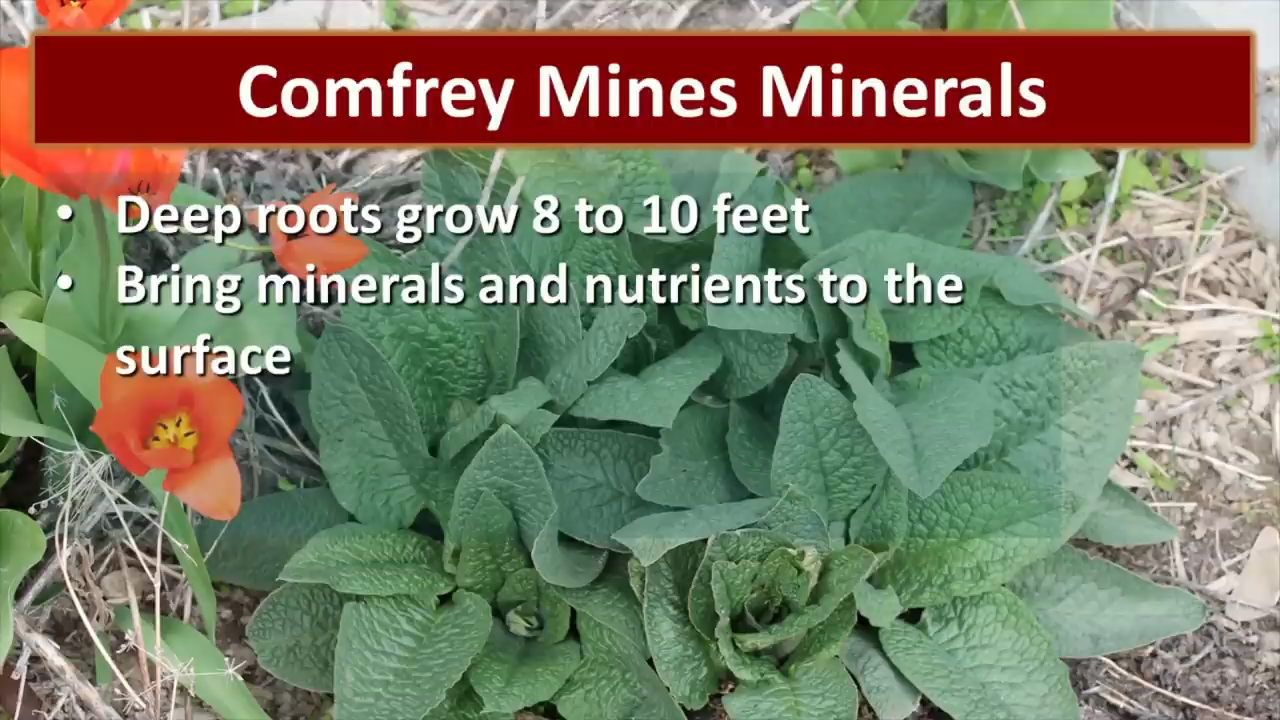 Comfrey Mines Minerals
• Deep roots grow 8 to 10 feet
• Bring minerals and nutrients to the
surface